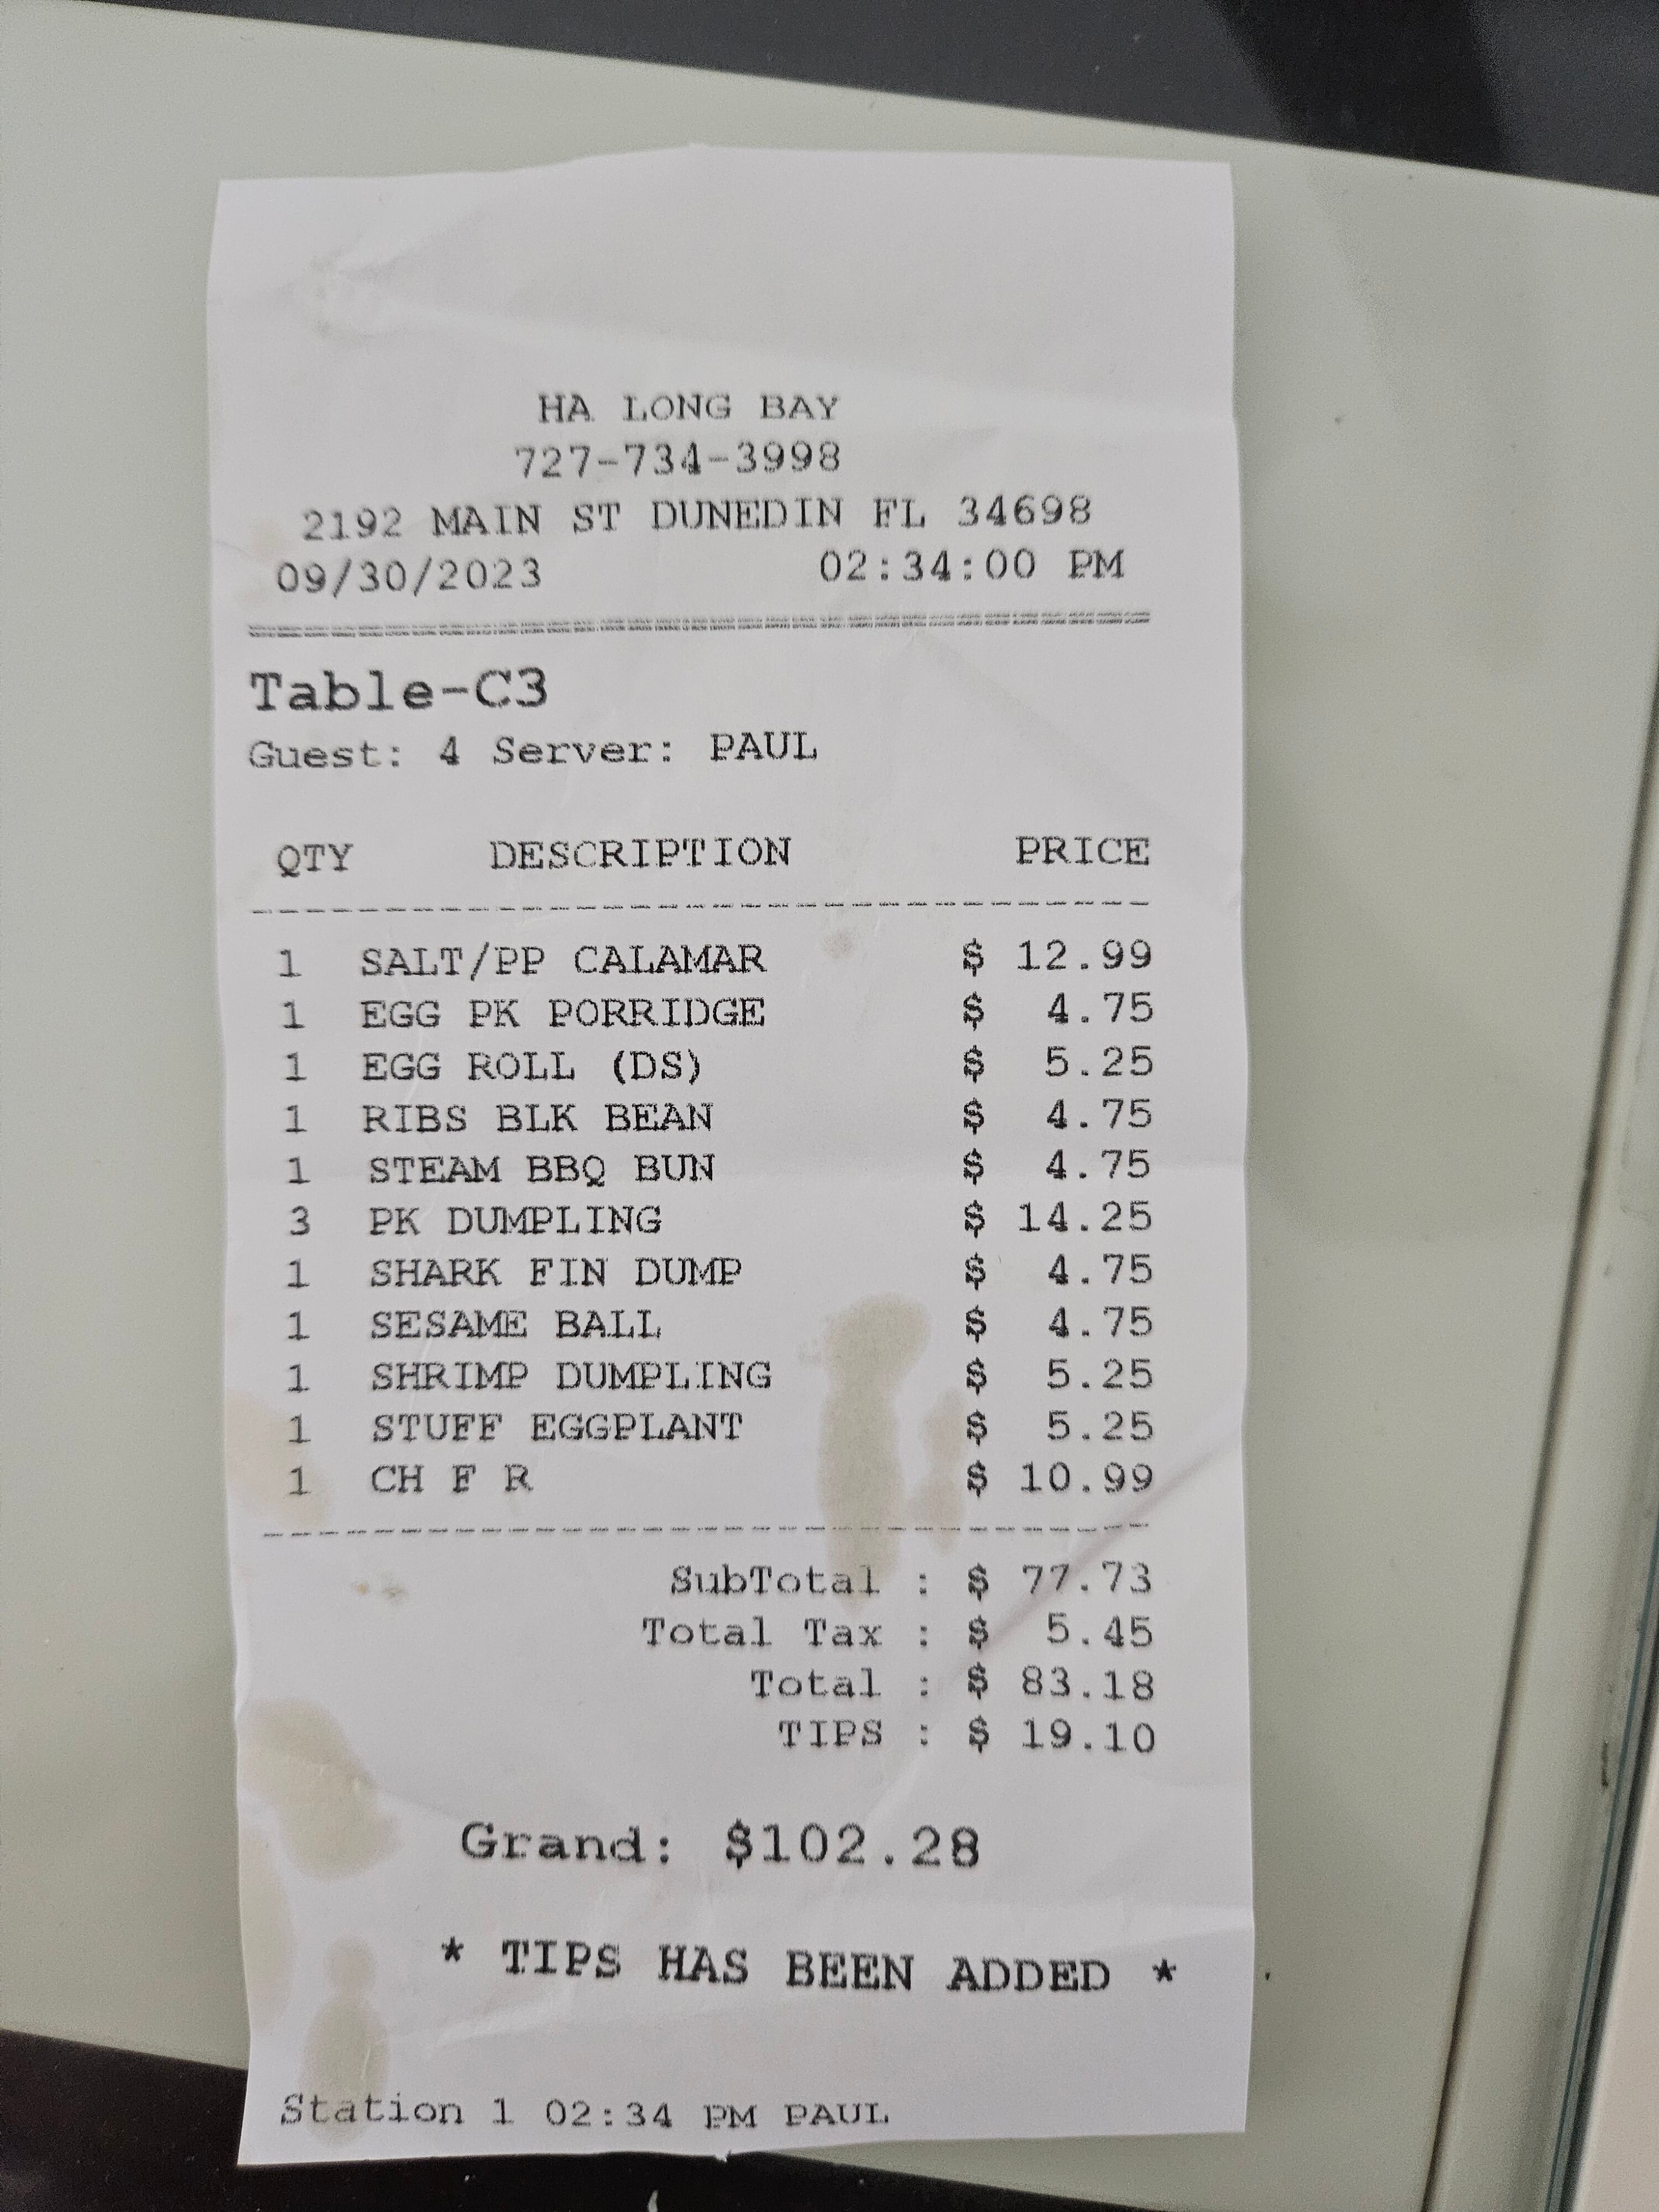 HA LONG BAY
727-734-3998
2192 MAIN ST DUNEDIN FL 34698
09/30/2023 02:34:00 PM
Table-C3
Guest: 4 Server: PAUL
QTY DESCRIPTION PRICE
1 SALT/PP CALAMAR $ 12.99
1 EGG PK PORRIDGE $ 4.75
1 EGG ROLL (DS) $ 5.25
1 RIBS BLK BEAN $ 4.75
1 STEAM BBQ BUN $ 4.75
3 PK DUMPLING $ 14.25
1 SHARK FIN DUMP $ 4.75
1 SESAME BALL $ 4.75
1 SHRIMP DUMPLING $ 5.25
1 STUFF EGGPLANT $ 5.25
1 CH F R $ 10.99
SubTotal : $ 77.73
Total Tax : $ 5.45
Total : $ 83.18
TIPS : $ 19.10
Grand: $102.28
* TIPS HAS BEEN ADDED *
Station 1 02:34 PM PAUL